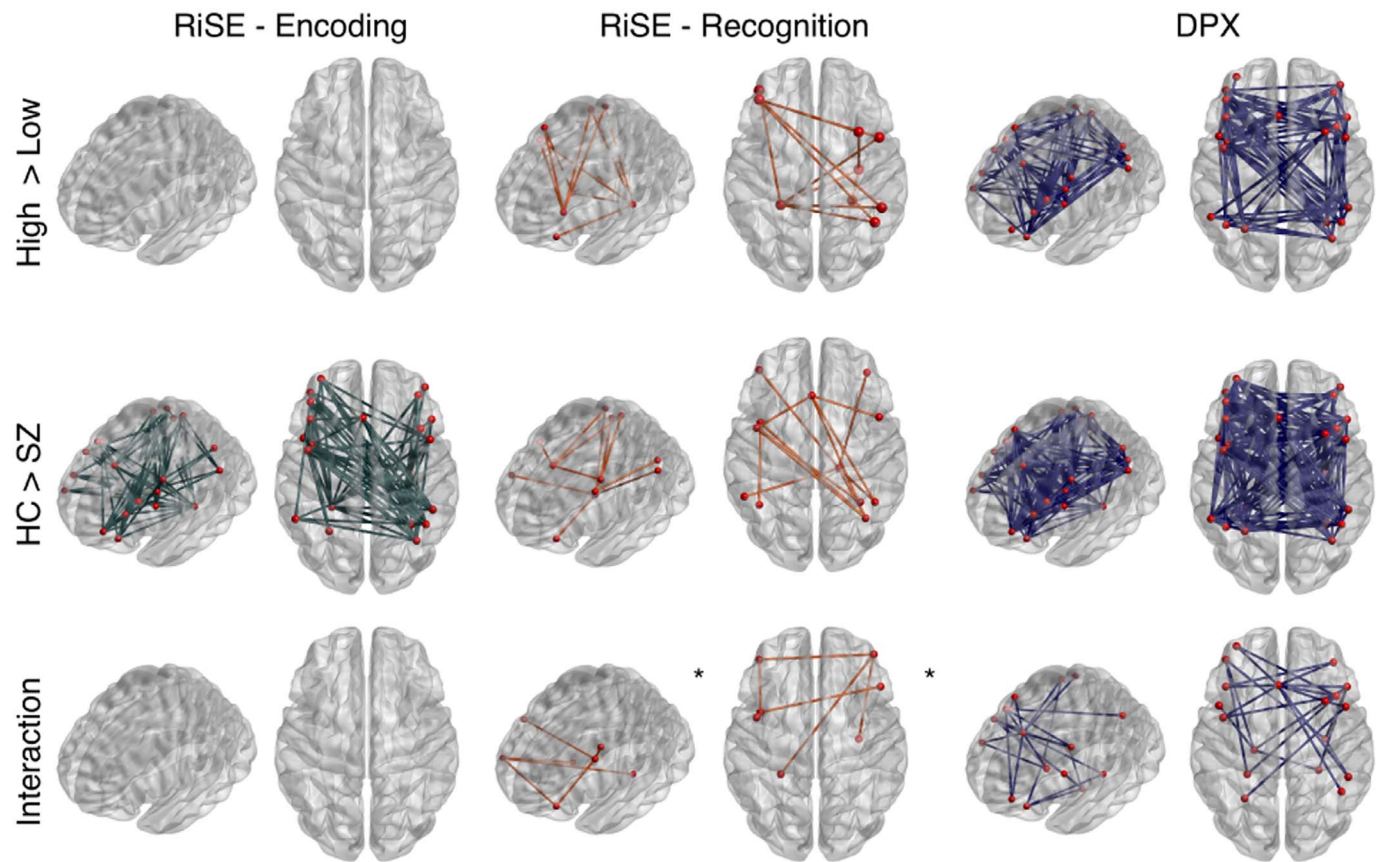 RiSE - Encoding
RiSE - Recognition
DPX
High > Low
HC > SZ
Interaction
*
*